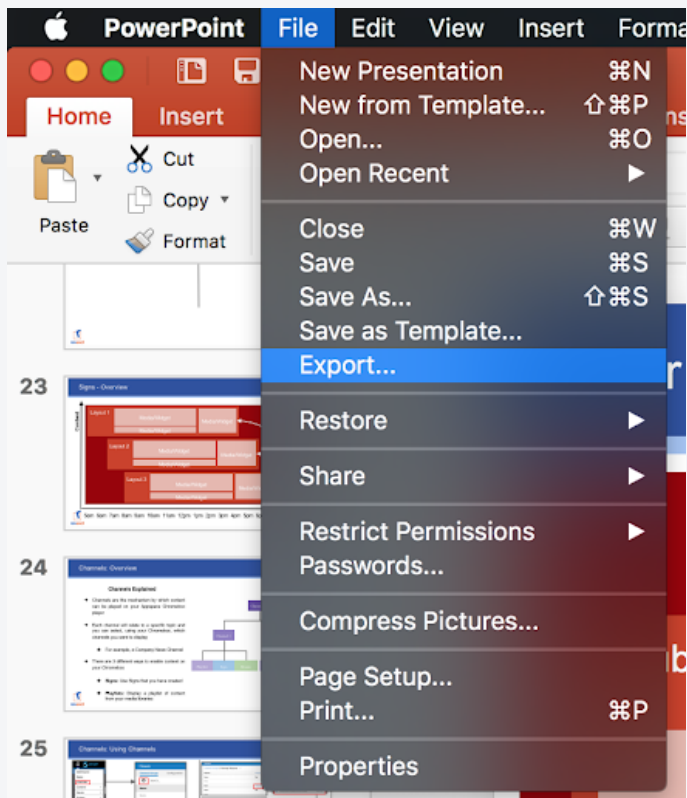 PowerPoint File Edit View Insert Forma
Home Insert
Paste
Cut
Copy
Format
New Presentation ⌘N
New from Template... ⇧⌘P
Open... ⌘O
Open Recent
Close ⌘W
Save ⌘S
Save As... ⇧⌘S
Save as Template...
Export...
Restore
Share
Restrict Permissions
Passwords...
Compress Pictures...
Page Setup...
Print... ⌘P
Properties
23
Signs - Overview
Content
Layout 1
Layout 2
Layout 3
24
Channels: Overview
Channels Explained
25
Channels: Using Channels